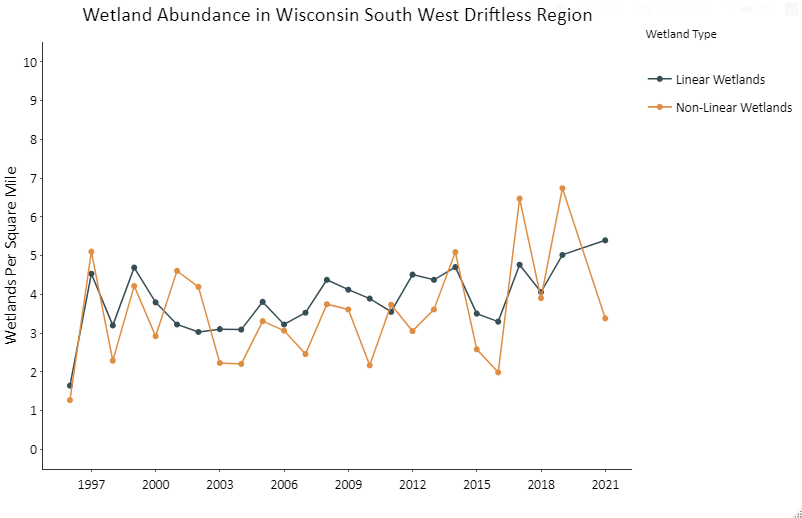 Wetland Abundance in Wisconsin South West Driftless Region
Wetland Type
Linear Wetlands
Non-Linear Wetlands
Wetlands Per Square Mile
10
9
8
7
6
5
4
3
2
1
0
1997 2000 2003 2006 2009 2012 2015 2018 2021